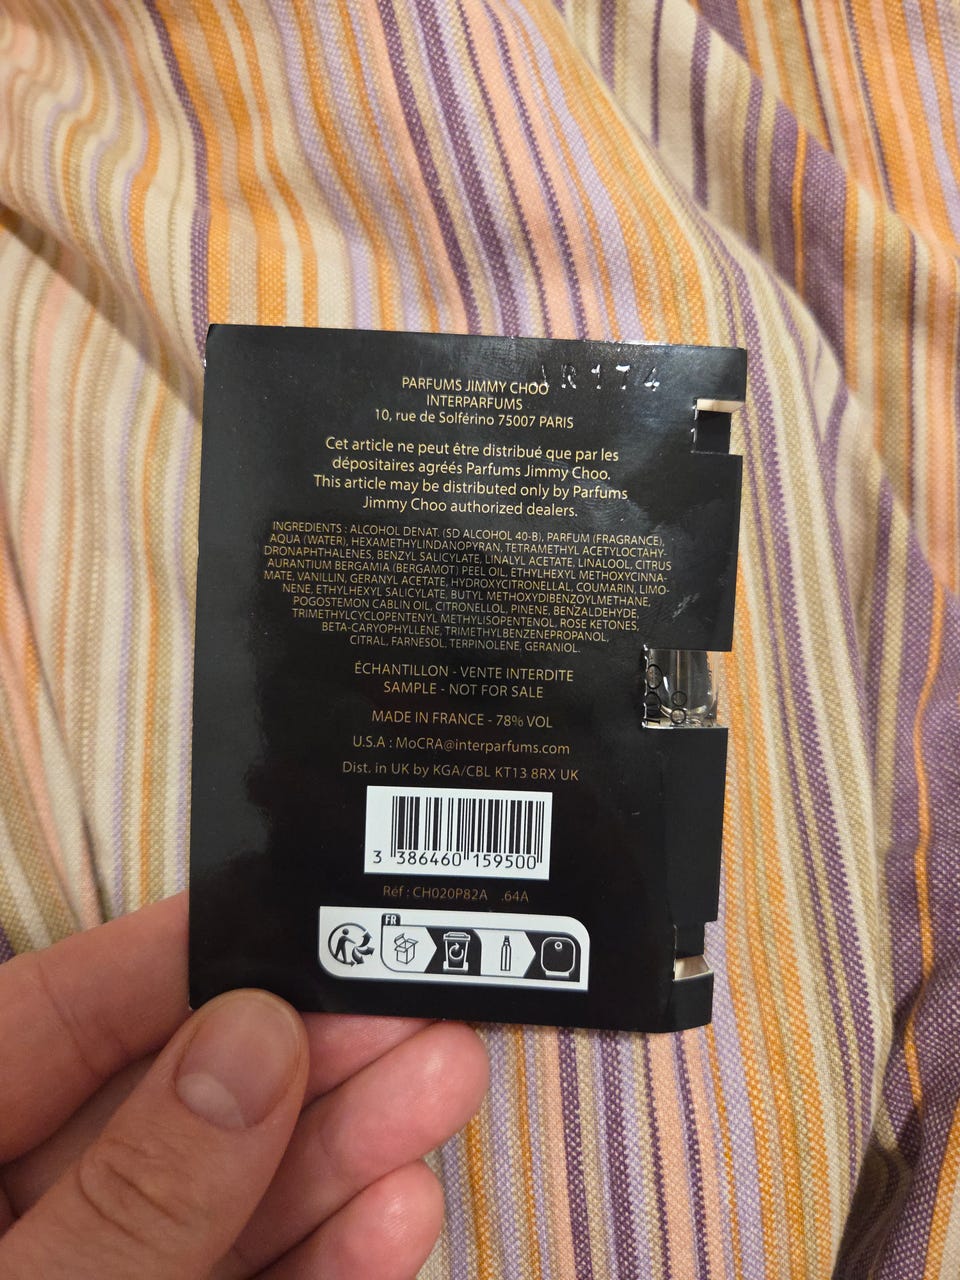 AR174
PARFUMS JIMMY CHOO
INTERPARFUMS
10, rue de Solférino 75007 PARIS
Cet article ne peut être distribué que par les
dépositaires agréés Parfums Jimmy Choo.
This article may be distributed only by Parfums
Jimmy Choo authorized dealers.
INGREDIENTS : ALCOHOL DENAT. (SD ALCOHOL 40-B), PARFUM (FRAGRANCE),
AQUA (WATER), HEXAMETHYLINDANOPYRAN, TETRAMETHYL ACETYLOCTAHY-
DRONAPHTHALENES, BENZYL SALICYLATE, LINALYL ACETATE, LINALOOL, CITRUS
AURANTIUM BERGAMIA (BERGAMOT) PEEL OIL, ETHYLHEXYL METHOXYCINNA-
MATE, VANILLIN, GERANYL ACETATE, HYDROXYCITRONELLAL, COUMARIN, LIMO-
NENE, ETHYLHEXYL SALICYLATE, BUTYL METHOXYDIBENZOYLMETHANE,
POGOSTEMON CABLIN OIL, CITRONELLOL, PINENE, BENZALDEHYDE,
TRIMETHYLCYCLOPENTENYL METHYLISOPENTENOL, ROSE KETONES,
BETA-CARYOPHYLLENE, TRIMETHYLBENZENEPROPANOL,
CITRAL, FARNESOL, TERPINOLENE, GERANIOL.
ÉCHANTILLON - VENTE INTERDITE
SAMPLE - NOT FOR SALE
MADE IN FRANCE - 78% VOL
U.S.A : MoCRA@interparfums.com
Dist. in UK by KGA/CBL KT13 8RX UK
3 386460 159500
Réf : CH020P82A .64A
FR